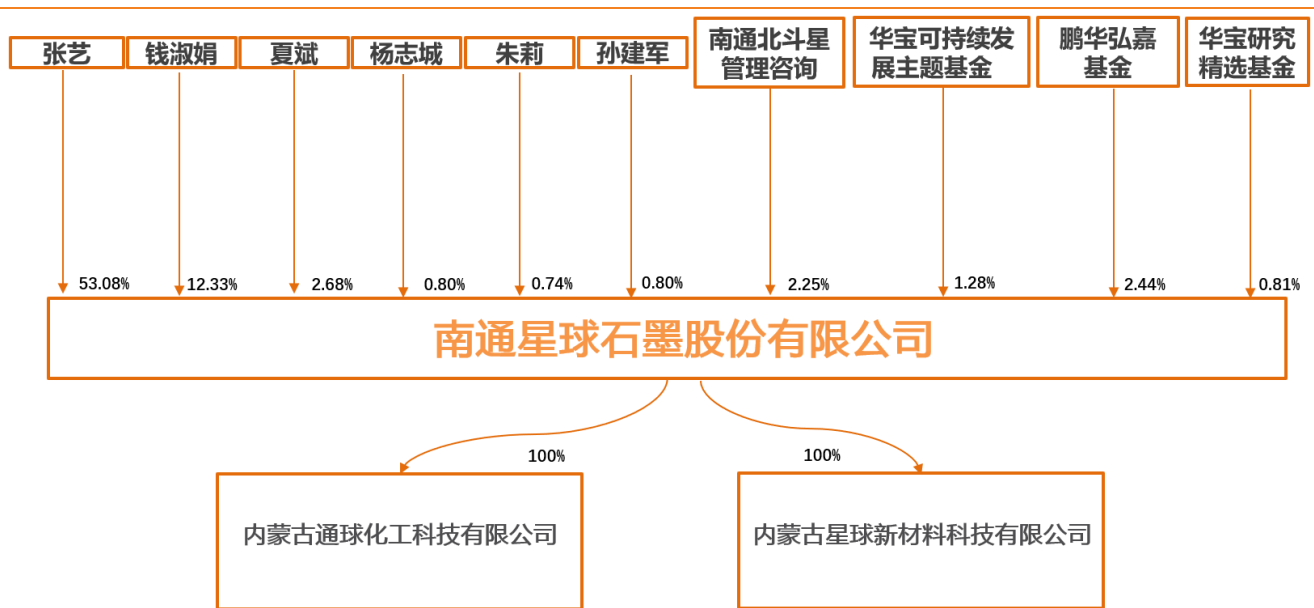 张艺
钱淑娟
夏斌
杨志城
朱莉
孙建军
南通北斗星
管理咨询
华宝可持续发
展主题基金
鹏华弘嘉
基金
华宝研究
精选基金
53.08%
12.33%
2.68%
0.80%
0.74%
0.80%
2.25%
1.28%
2.44%
0.81%
南通星球石墨股份有限公司
100%
100%
内蒙古通球化工科技有限公司
内蒙古星球新材料科技有限公司